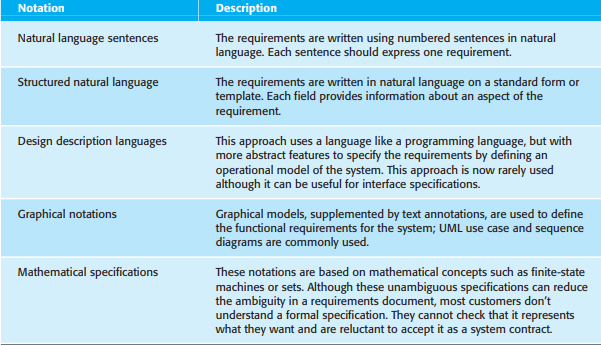 Notation Description
Natural language sentences The requirements are written using numbered sentences in natural
language. Each sentence should express one requirement.
Structured natural language The requirements are written in natural language on a standard form or
template. Each field provides information about an aspect of the
requirement.
Design description languages This approach uses a language like a programming language, but with
more abstract features to specify the requirements by defining an
operational model of the system. This approach is now rarely used
although it can be useful for interface specifications.
Graphical notations Graphical models, supplemented by text annotations, are used to define
the functional requirements for the system; UML use case and sequence
diagrams are commonly used.
Mathematical specifications These notations are based on mathematical concepts such as finite-state
machines or sets. Although these unambiguous specifications can reduce
the ambiguity in a requirements document, most customers don't
understand a formal specification. They cannot check that it represents
what they want and are reluctant to accept it as a system contract.